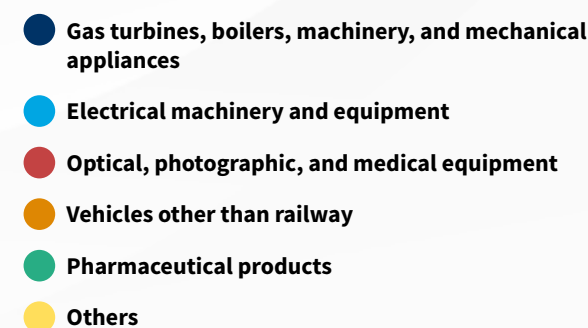 Gas turbines, boilers, machinery, and mechanical
appliances
Electrical machinery and equipment
Optical, photographic, and medical equipment
Vehicles other than railway
Pharmaceutical products
Others